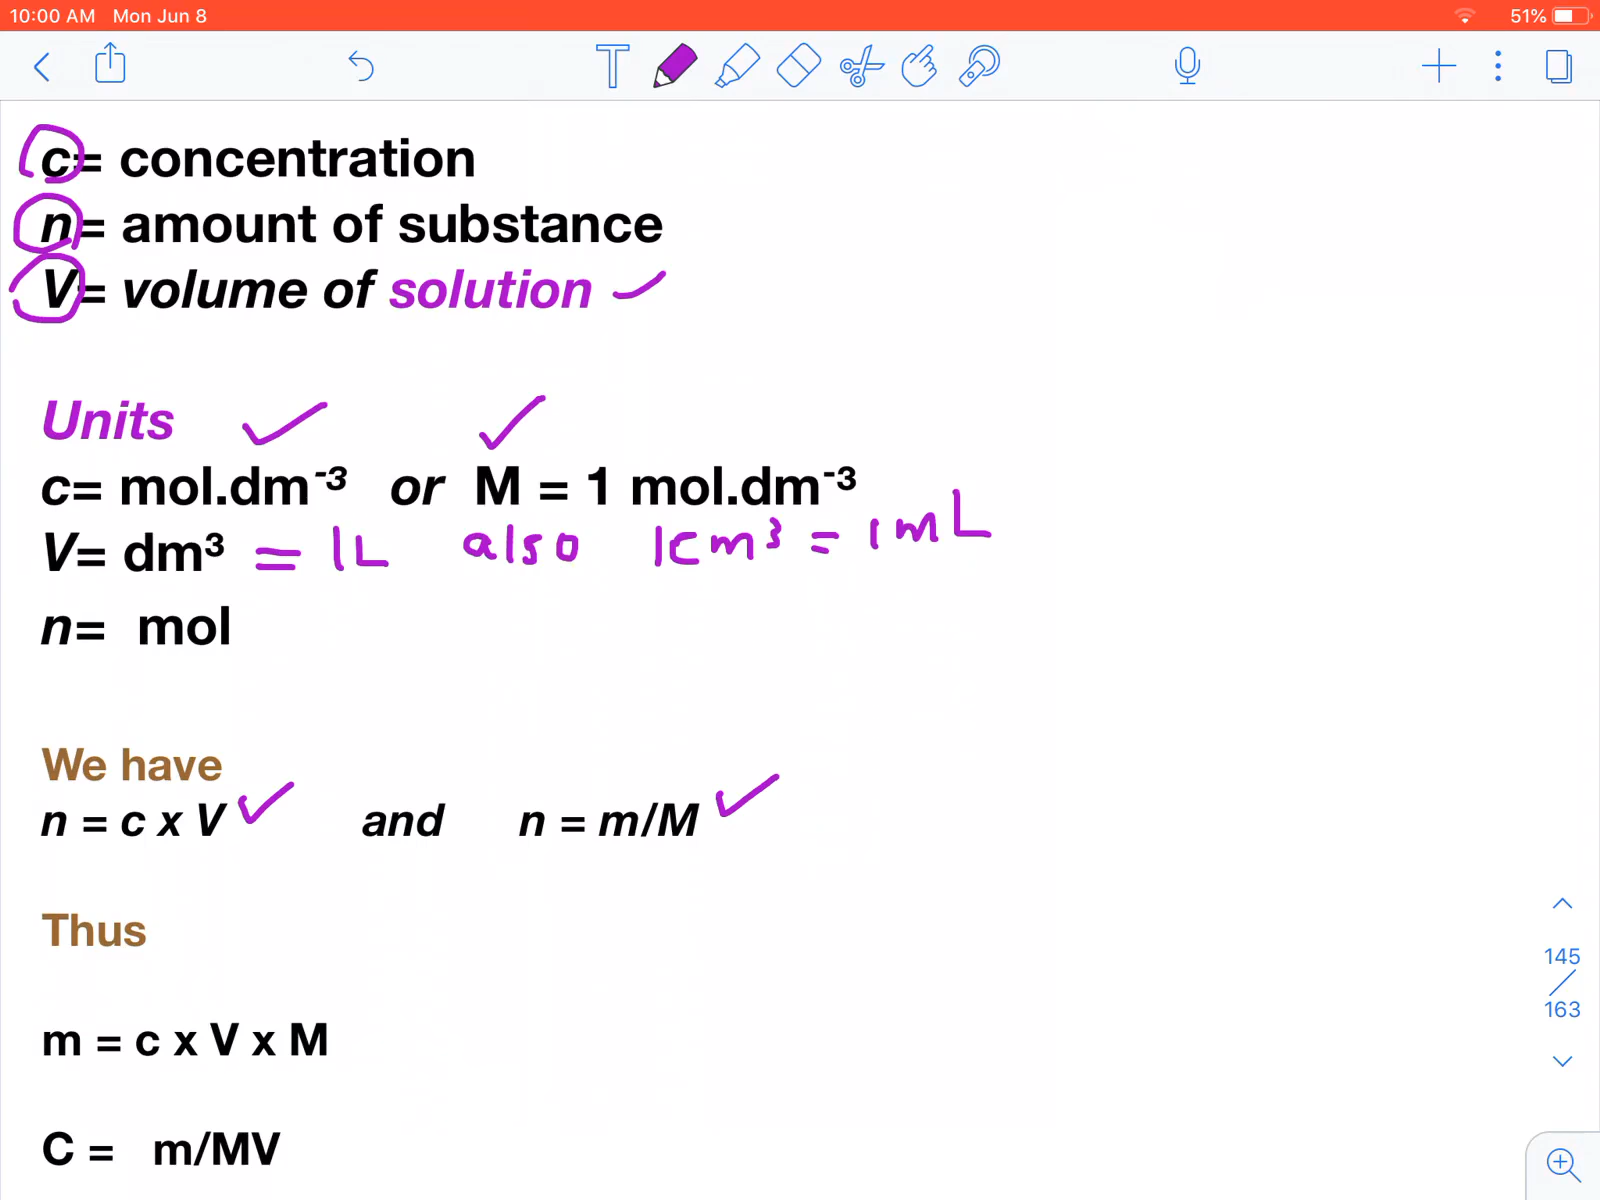 10:00 AM Mon Jun 8 51%
c= concentration
n= amount of substance
V= volume of solution
Units
c= mol.dm⁻³ or M = 1 mol.dm⁻³
V= dm³ = 1L also 1cm³ = 1mL
n= mol
We have
n = c x V and n = m/M
Thus
m = c x V x M
C = m/MV
145
163